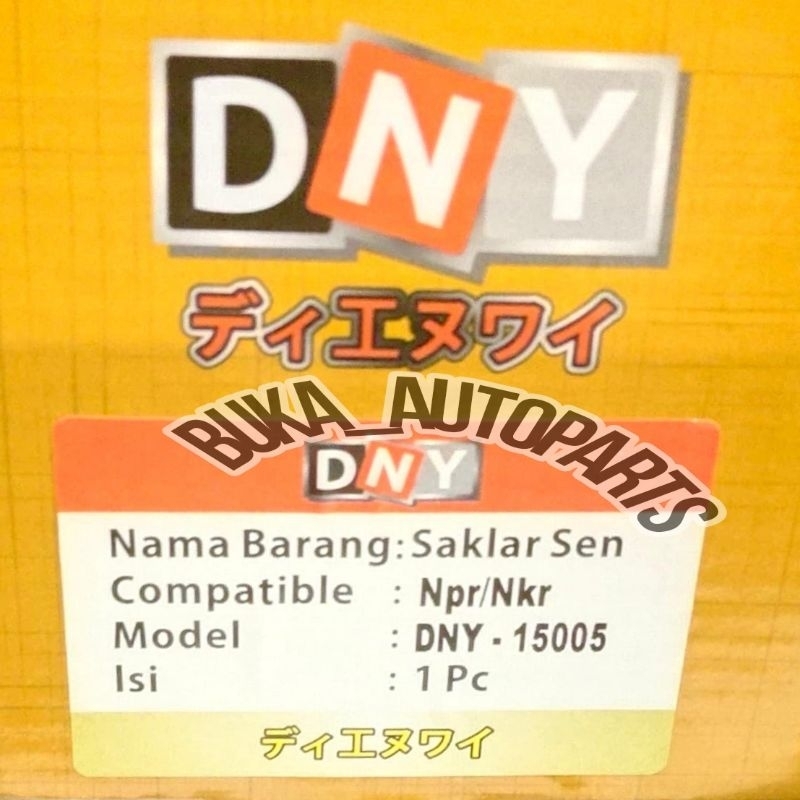 DNY
ディエヌワイ
BUKA_AUTOPARTS
DNY
Nama Barang: Saklar Sen
Compatible : Npr/Nkr
Model : DNY - 15005
Isi : 1 Pc
ディエヌワイ